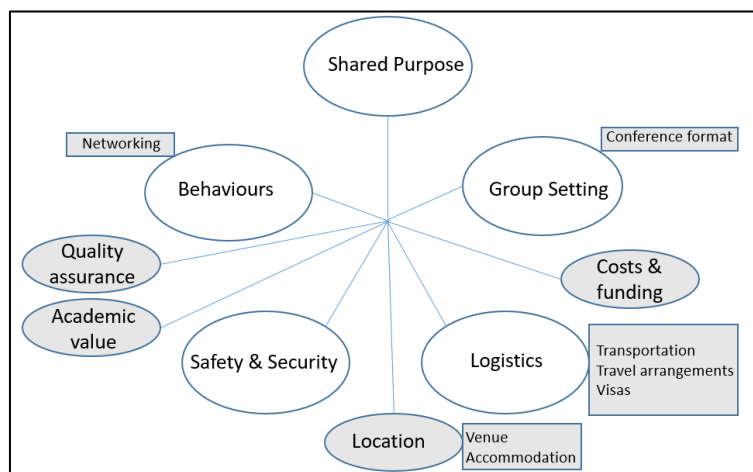 Shared Purpose
Networking
Behaviours
Conference format
Group Setting
Quality
assurance
Costs &
funding
Academic
value
Safety & Security
Logistics
Transportation
Travel arrangements
Visas
Location
Venue
Accommodation